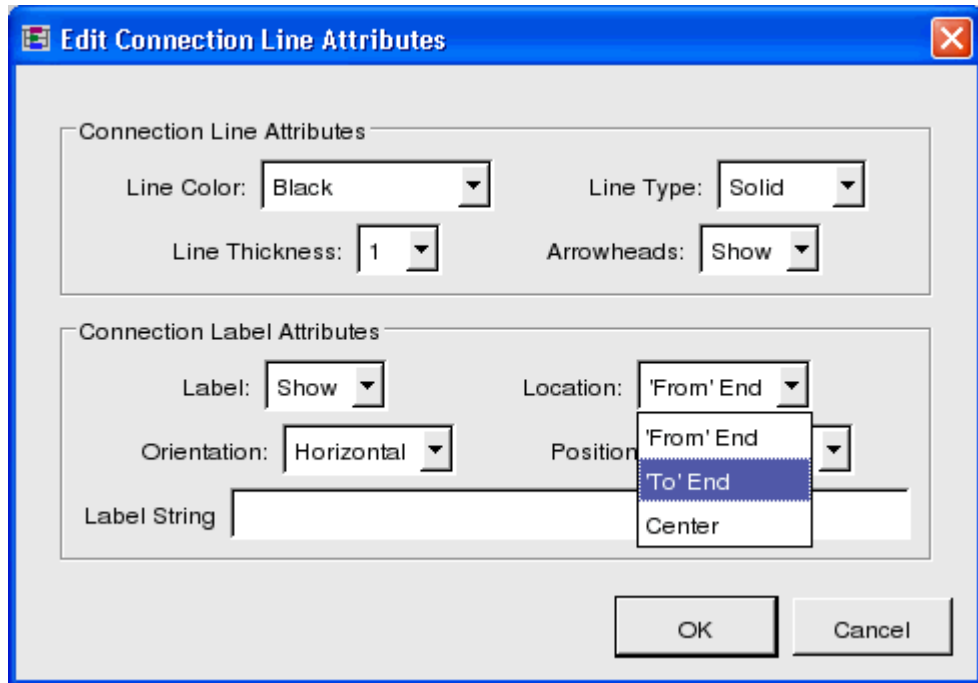 Edit Connection Line Attributes
Connection Line Attributes
Line Color: Black Line Type: Solid
Line Thickness: 1 Arrowheads: Show
Connection Label Attributes
Label: Show Location: 'From' End
'From' End
Orientation: Horizontal Position
'To' End
Label String
Center
OK Cancel